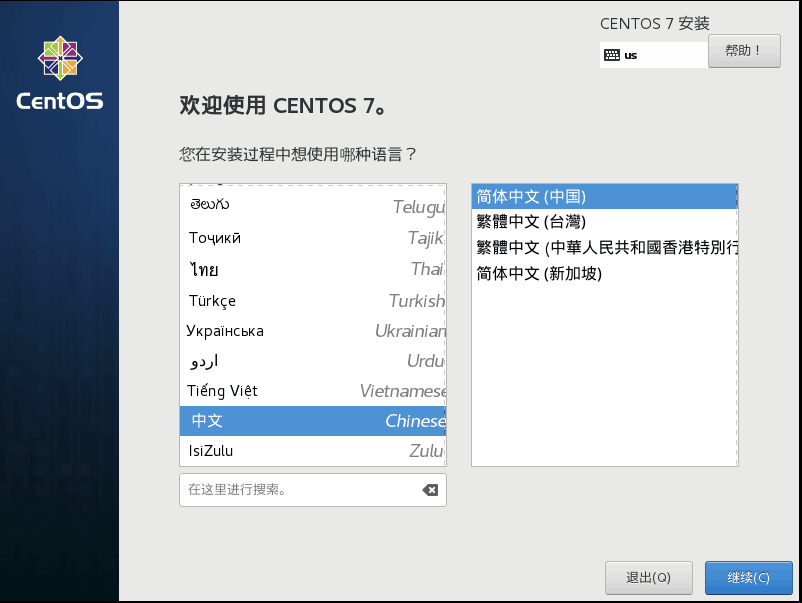 CentOS
CENTOS 7 安装
us
帮助！
欢迎使用 CENTOS 7。
您在安装过程中想使用哪种语言？
తెలుగు Telugu
Тоҷикӣ Tajik
ไทย Thai
Türkçe Turkish
Українська Ukrainian
اردو Urdu
Tiếng Việt Vietnamese
中文 Chinese
IsiZulu Zulu
简体中文 (中国)
繁體中文 (台灣)
繁體中文 (中華人民共和國香港特別行
简体中文 (新加坡)
在这里进行搜索。
退出(Q)
继续(C)